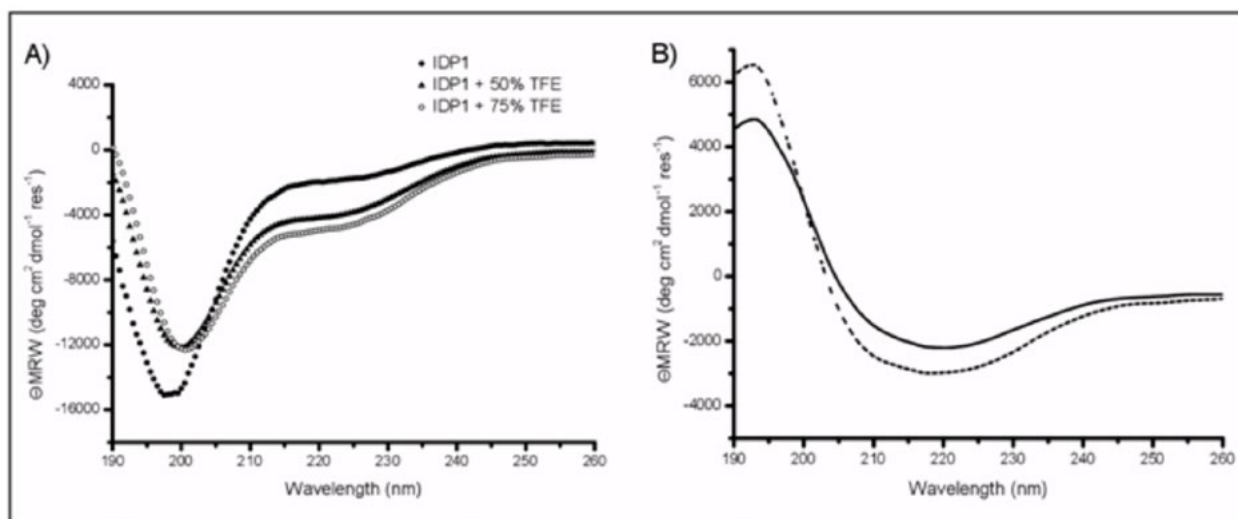 A)
• IDP1
▲ IDP1 + 50% TFE
○ IDP1 + 75% TFE
4000
0
-4000
-8000
-12000
-16000
ΘMRW (deg cm² dmol⁻¹ res⁻¹)
190 200 210 220 230 240 250 260
Wavelength (nm)
B)
6000
4000
2000
0
-2000
-4000
ΘMRW (deg cm² dmol⁻¹ res⁻¹)
190 200 210 220 230 240 250 260
Wavelength (nm)